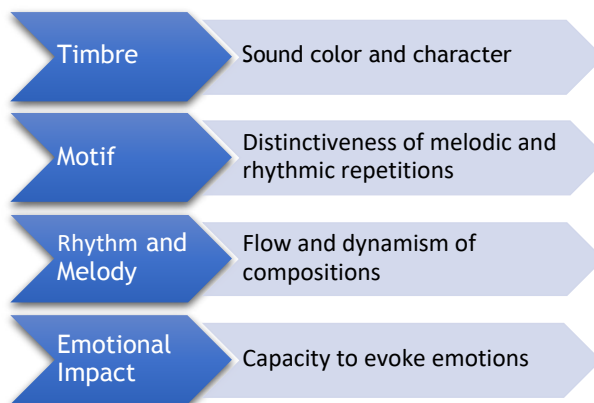 Timbre
Sound color and character
Motif
Distinctiveness of melodic and
rhythmic repetitions
Rhythm and
Melody
Flow and dynamism of
compositions
Emotional
Impact
Capacity to evoke emotions